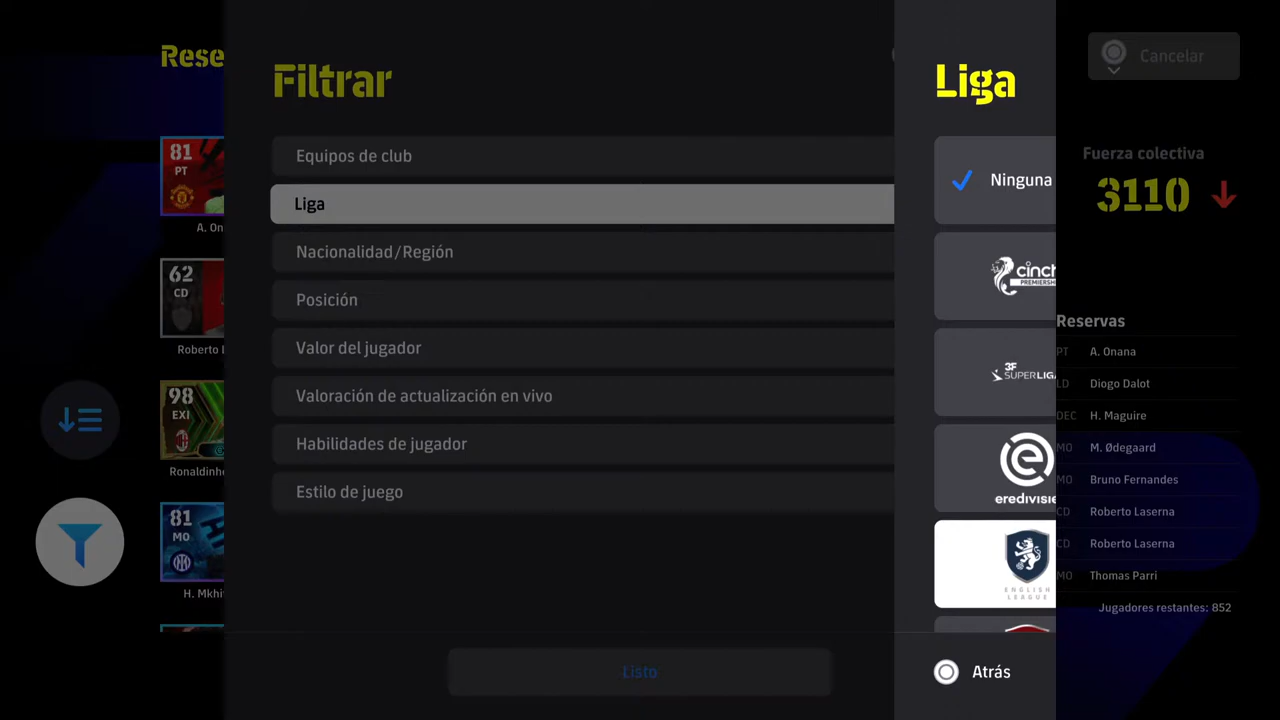 Rese
Filtrar
Liga
Cancelar
Equipos de club
Liga
Nacionalidad/Región
Posición
Valor del jugador
Valoración de actualización en vivo
Habilidades de jugador
Estilo de juego
Listo
81
PT
A. On
62
CD
Roberto
98
EXI
Ronaldinh
81
MO
H. Mkhi
Ninguna
cinch
PREMIERSH
3F
SUPERLIGA
eredivisie
ENGLISH
LEAGUE
Atrás
Fuerza colectiva
3110
Reservas
PT A. Onana
LD Diogo Dalot
DEC H. Maguire
MO M. Ødegaard
MO Bruno Fernandes
CD Roberto Laserna
CD Roberto Laserna
MO Thomas Parri
Jugadores restantes: 852